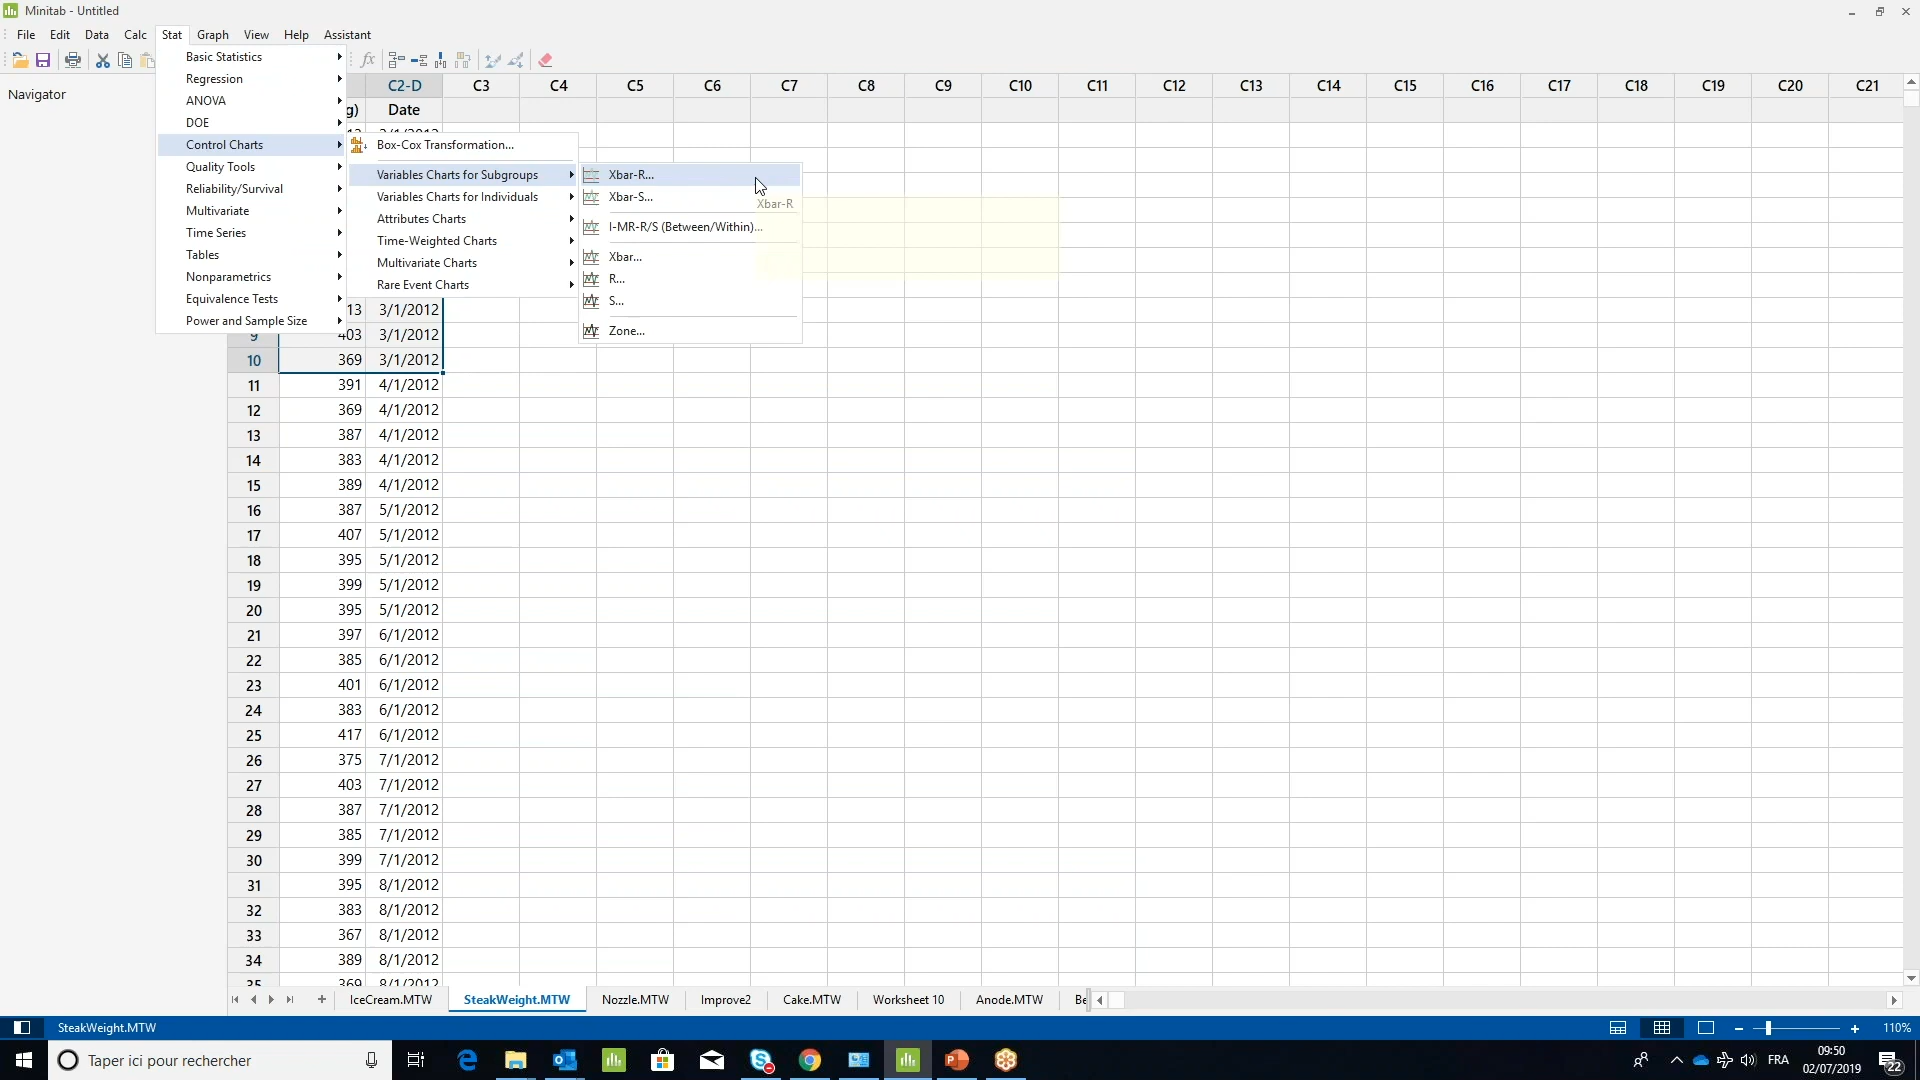 Minitab - Untitled
File Edit Data Calc Stat Graph View Help Assistant
Navigator
Basic Statistics
Regression
ANOVA
DOE
Control Charts
Quality Tools
Reliability/Survival
Multivariate
Time Series
Tables
Nonparametrics
Equivalence Tests
Power and Sample Size
Box-Cox Transformation...
Variables Charts for Subgroups
Variables Charts for Individuals
Attributes Charts
Time-Weighted Charts
Multivariate Charts
Rare Event Charts
Xbar-R...
Xbar-S...
Xbar-R
I-MR-R/S (Between/Within)...
Xbar...
R...
S...
Zone...
C2-D C3 C4 C5 C6 C7 C8 C9 C10 C11 C12 C13 C14 C15 C16 C17 C18 C19 C20 C21
g) Date
13 3/1/2012
9 403 3/1/2012
10 369 3/1/2012
11 391 4/1/2012
12 369 4/1/2012
13 387 4/1/2012
14 383 4/1/2012
15 389 4/1/2012
16 387 5/1/2012
17 407 5/1/2012
18 395 5/1/2012
19 399 5/1/2012
20 395 5/1/2012
21 397 6/1/2012
22 385 6/1/2012
23 401 6/1/2012
24 383 6/1/2012
25 417 6/1/2012
26 375 7/1/2012
27 403 7/1/2012
28 387 7/1/2012
29 385 7/1/2012
30 399 7/1/2012
31 395 8/1/2012
32 383 8/1/2012
33 367 8/1/2012
34 389 8/1/2012
35 369 8/1/2012
+ IceCream.MTW SteakWeight.MTW Nozzle.MTW Improve2 Cake.MTW Worksheet 10 Anode.MTW Be
SteakWeight.MTW
110%
Taper ici pour rechercher
FRA
09:50
02/07/2019
22